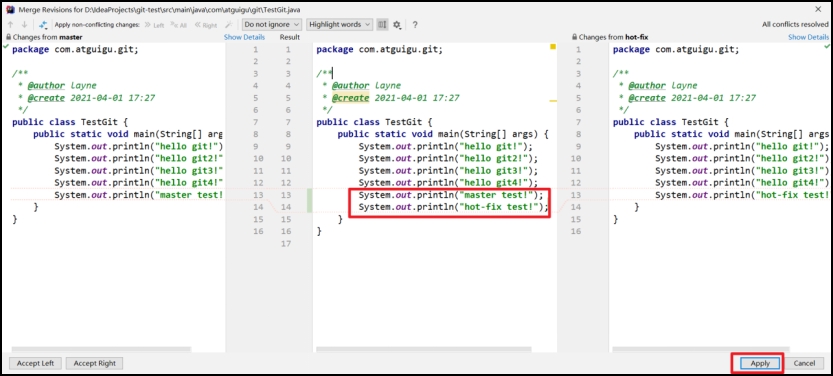 Merge Revisions for D:\IdeaProjects\git-test\src\main\java\com\atguigu\git\TestGit.java
Apply non-conflicting changes: Left All Right Do not ignore Highlight words ? All conflicts resolved
Changes from master Show Details Result Changes from hot-fix Show Details
package com.atguigu.git; 1 1 package com.atguigu.git; 1 package com.atguigu.git;
2 2 2
/** 3 3 /** 3 /**
* @author layne 4 4 * @author layne 4 * @author layne
* @create 2021-04-01 17:27 5 5 * @create 2021-04-01 17:27 5 * @create 2021-04-01 17:27
*/ 6 6 */ 6 */
public class TestGit { 7 7 public class TestGit { 7 public class TestGit {
public static void main(String[] arg 8 8 public static void main(String[] args) { 8 public static void main(String[] arg
System.out.println("hello git!") 9 9 System.out.println("hello git!"); 9 System.out.println("hello git!")
System.out.println("hello git2!" 10 10 System.out.println("hello git2!"); 10 System.out.println("hello git2!"
System.out.println("hello git3!" 11 11 System.out.println("hello git3!"); 11 System.out.println("hello git3!"
System.out.println("hello git4!" 12 12 System.out.println("hello git4!"); 12 System.out.println("hello git4!"
System.out.println("master test! 13 13 System.out.println("master test!"); 13 System.out.println("hot-fix test!
} 14 14 System.out.println("hot-fix test!"); 14 }
} 15 15 } 15 }
16 16 } 16
17
Accept Left Accept Right Apply Cancel